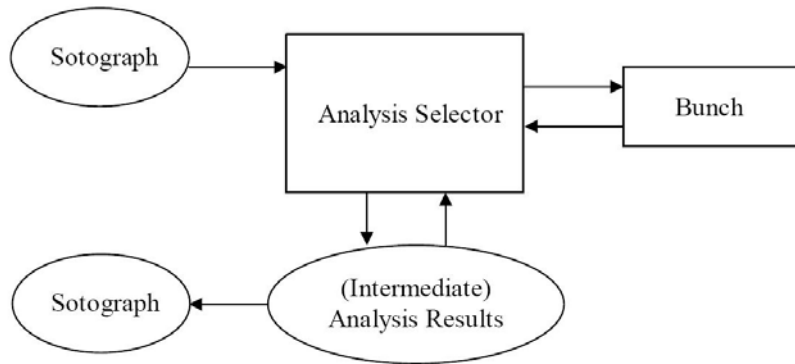 Sotograph
Analysis Selector
Bunch
Sotograph
(Intermediate)
Analysis Results